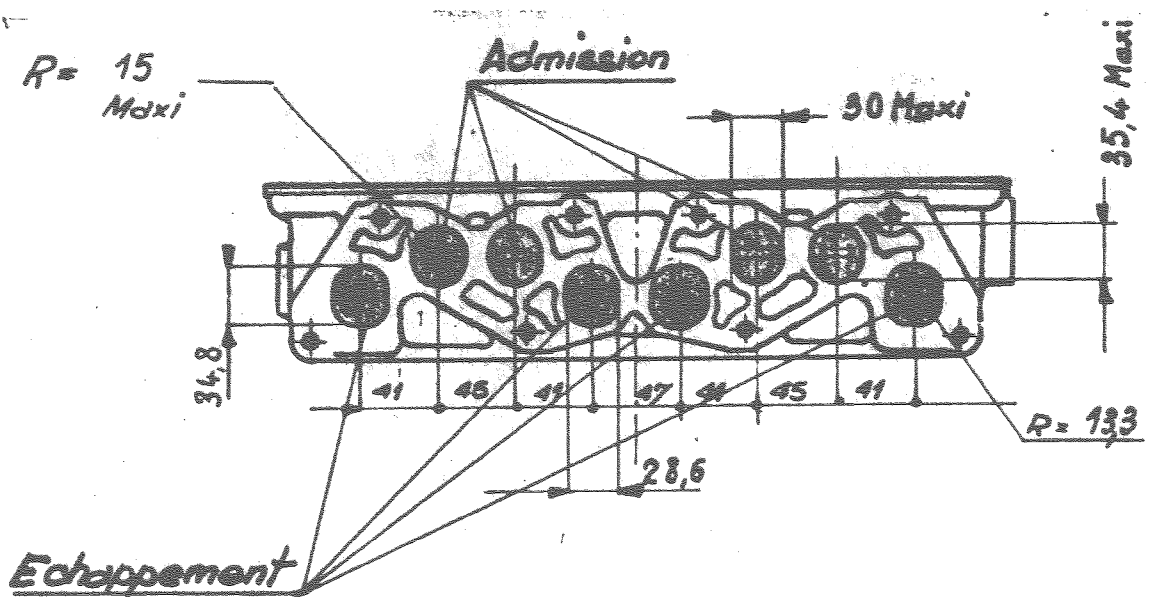 Admission
R= 15
Maxi
30 Maxi
35,4 Maxi
34,8
41 46 41 47 41 45 41
R= 13,3
28,6
Echappement